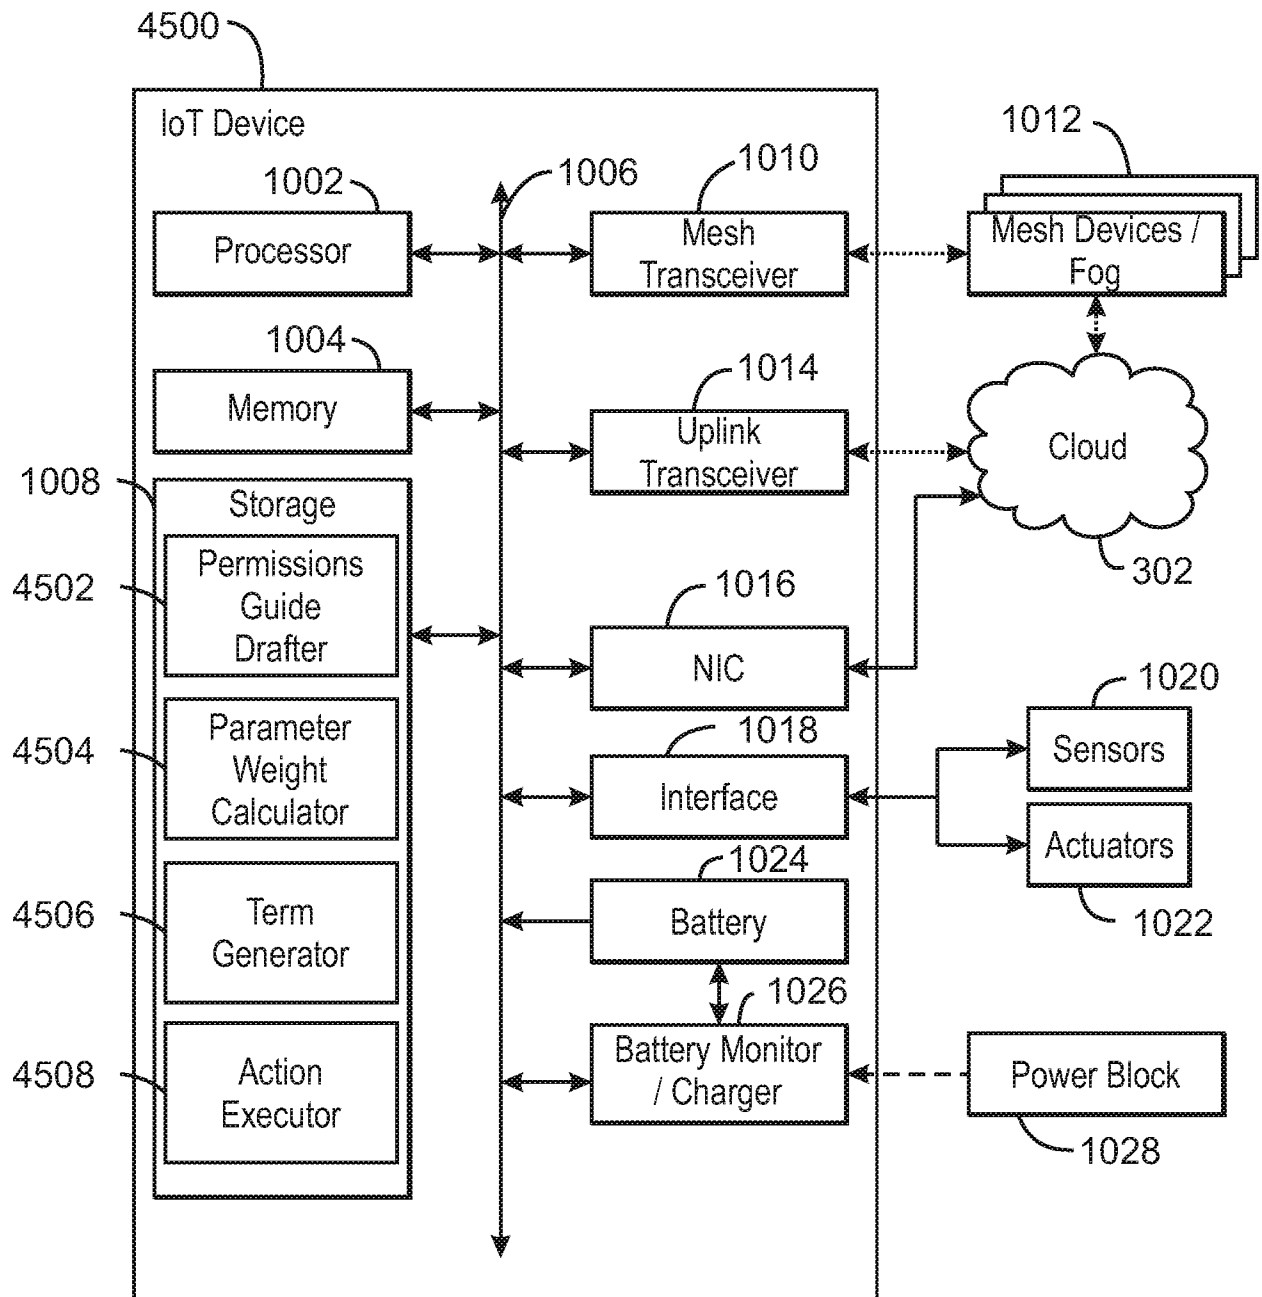 4500
IoT Device
1012
1002
1006
1010
Processor
Mesh
Transceiver
Mesh Devices /
Fog
1004
1014
Memory
Uplink
Transceiver
Cloud
1008
Storage
302
4502
Permissions
Guide
Drafter
1016
NIC
1020
Sensors
4504
Parameter
Weight
Calculator
1018
Interface
Actuators
1022
1024
Battery
4506
Term
Generator
1026
Battery Monitor
/ Charger
Power Block
1028
4508
Action
Executor